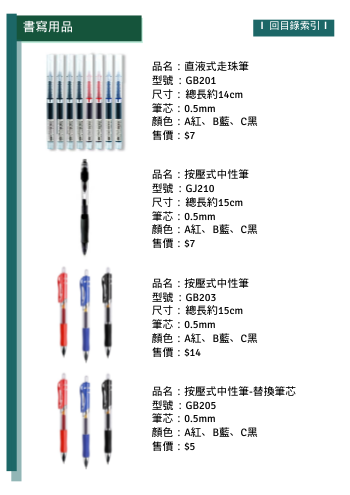 書寫用品
I 回目錄索引 I
品名：直液式走珠筆
型號：GB201
尺寸：總長約14cm
筆芯：0.5mm
顏色：A紅、B藍、C黑
售價：$7
品名：按壓式中性筆
型號：GJ210
尺寸：總長約15cm
筆芯：0.5mm
顏色：A紅、B藍、C黑
售價：$7
品名：按壓式中性筆
型號：GB203
尺寸：總長約15cm
筆芯：0.5mm
顏色：A紅、B藍、C黑
售價：$14
品名：按壓式中性筆-替換筆芯
型號：GB205
筆芯：0.5mm
顏色：A紅、B藍、C黑
售價：$5